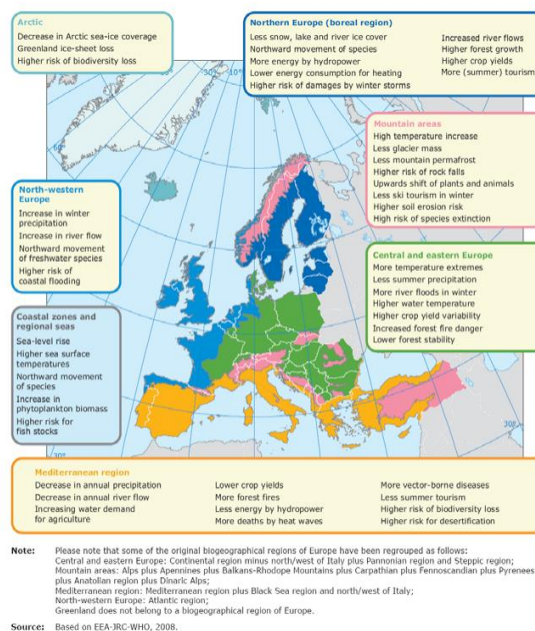 Arctic
Decrease in Arctic sea-ice coverage
Greenland ice-sheet loss
Higher risk of biodiversity loss
Northern Europe (boreal region)
Less snow, lake and river ice cover
Northward movement of species
More energy by hydropower
Lower energy consumption for heating
Higher risk of damages by winter storms
Increased river flows
Higher forest growth
Higher crop yields
More (summer) tourism
Mountain areas
High temperature increase
Less glacier mass
Less mountain permafrost
Higher risk of rock falls
Upwards shift of plants and animals
Less ski tourism in winter
Higher soil erosion risk
High risk of species extinction
North-western
Europe
Increase in winter
precipitation
Increase in river flow
Northward movement
of freshwater species
Higher risk of
coastal flooding
Central and eastern Europe
More temperature extremes
Less summer precipitation
More river floods in winter
Higher water temperature
Higher crop yield variability
Increased forest fire danger
Lower forest stability
Coastal zones and
regional seas
Sea-level rise
Higher sea surface
temperatures
Northward movement
of species
Increase in
phytoplankton biomass
Higher risk for
fish stocks
Mediterranean region
Decrease in annual precipitation
Decrease in annual river flow
Increasing water demand
for agriculture
Lower crop yields
More forest fires
Less energy by hydropower
More deaths by heat waves
More vector-borne diseases
Less summer tourism
Higher risk of biodiversity loss
Higher risk for desertification
Note: Please note that some of the original biogeographical regions of Europe have been regrouped as follows:
Central and eastern Europe: Continental region minus north/west of Italy plus Pannonian region and Steppic region;
Mountain areas: Alps plus Apennines plus Balkans-Rhodope Mountains plus Carpathian plus Fennoscandian plus Pyrenees
plus Anatolian region plus Dinaric Alps;
Mediterranean region: Mediterranean region plus Black Sea region and north/west of Italy;
North-western Europe: Atlantic region;
Greenland does not belong to a biogeographical region of Europe.
Source: Based on EEA-JRC-WHO, 2008.